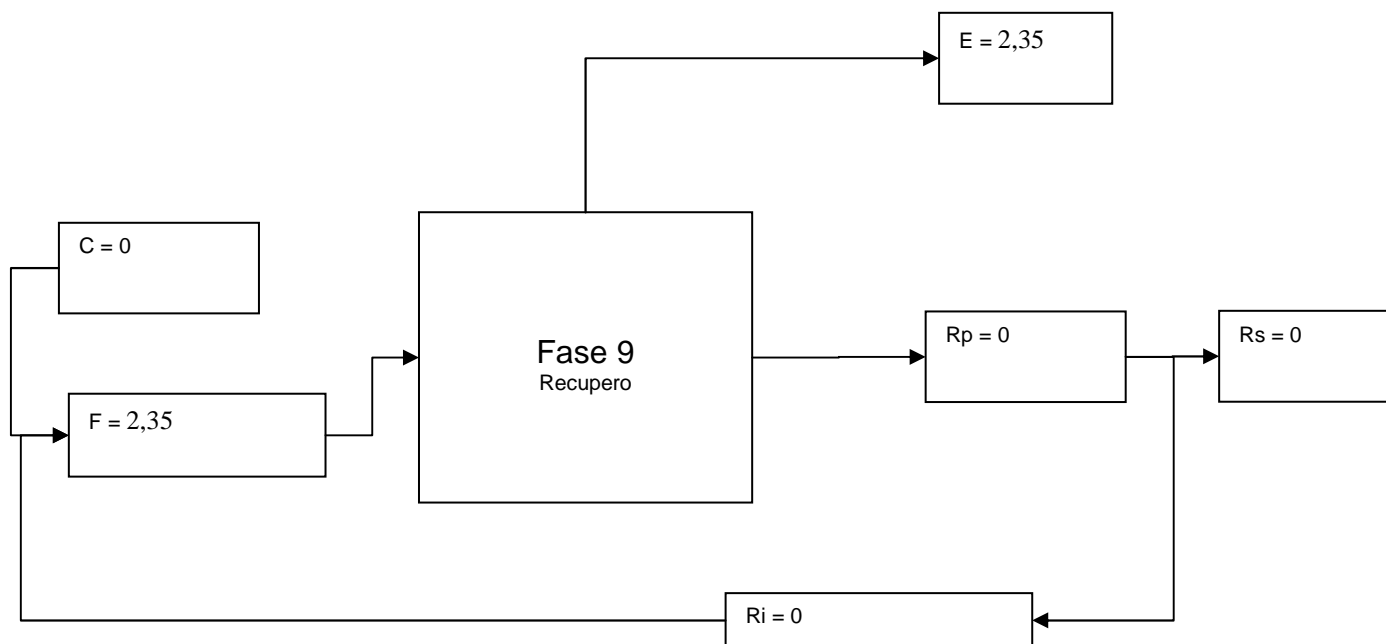 E = 2,35
C = 0
Fase 9
Recupero
Rp = 0
Rs = 0
F = 2,35
Ri = 0